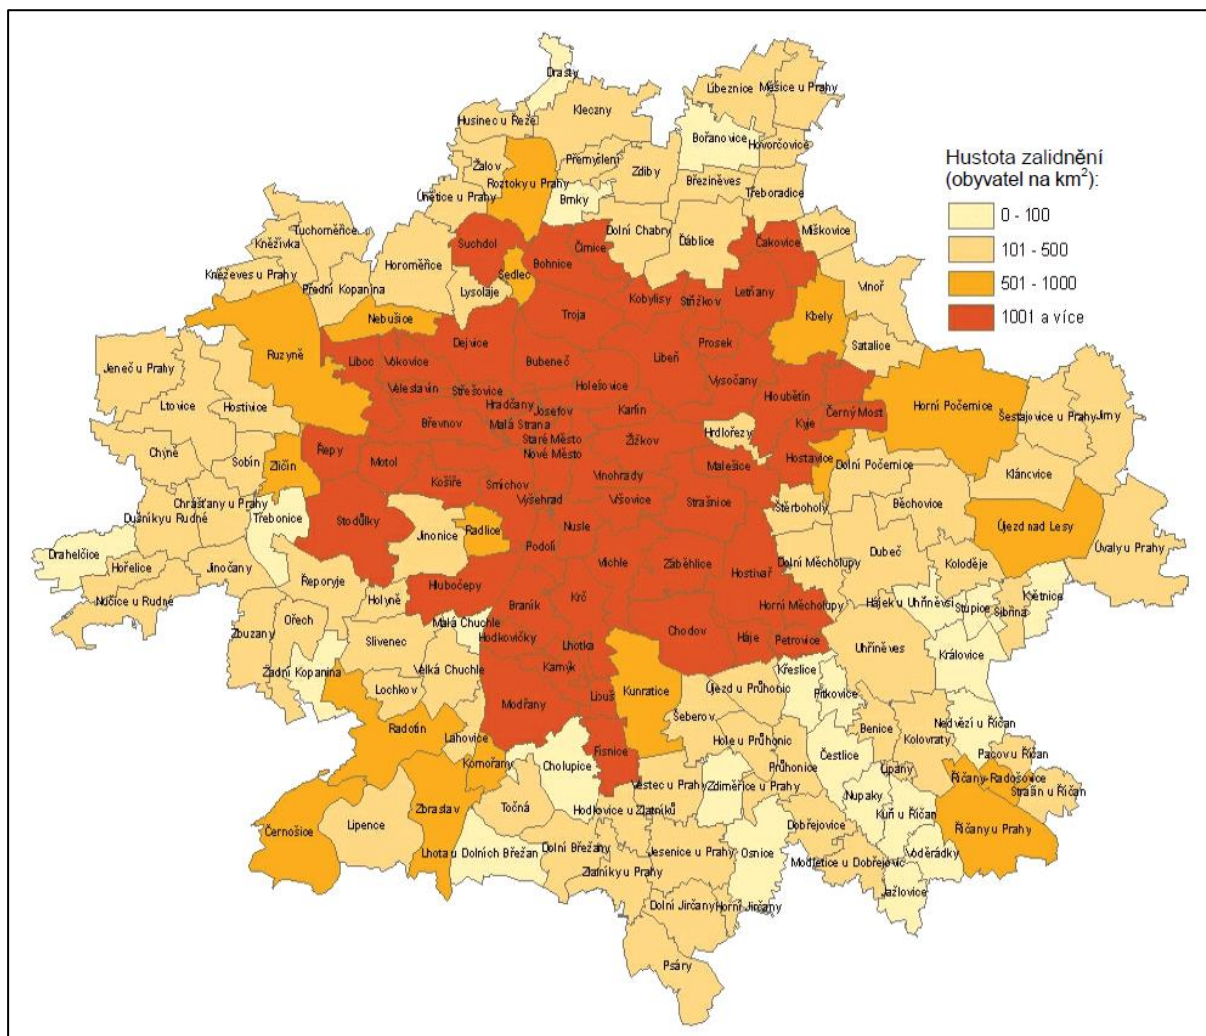 Drasty
Líbeznice
Měšice u Prahy
Kleczny
Husinec u Řeže
Bořanovice
Hovorčovice
Přemyšlení
Zdiby
Žalov
Roztoky u Prahy
Březiněves
Třeboradice
Únětice u Prahy
Brnky
Hustota zalidnění
(obyvatel na km²):
0 - 100
101 - 500
501 - 1000
1001 a více
Tuchoměřice
Kněžívka
Suchdol
Čimice
Dolní Chabry
Ďáblice
Čakovice
Miškovice
Horoměřice
Bohnice
Kněževes u Prahy
Přední Kopanina
Sedlec
Lysolaje
Vinoř
Kobylisy
Střížkov
Letňany
Nebušice
Troja
Kbely
Ruzyně
Dejvice
Prosek
Satalice
Liboc
Vokovice
Bubeneč
Libeň
Jeneč u Prahy
Veleslavín
Střešovice
Holešovice
Vysočany
Hloubětín
Horní Počernice
Šestajovice u Prahy
Jirny
Litovice
Hostivice
Hradčany
Josefov
Karlín
Černý Most
Břevnov
Malá Strana
Kyje
Hrdlořezy
Staré Město
Žižkov
Chýně
Řepy
Nové Město
Sobín
Motol
Zličín
Vinohrady
Malešice
Hostavice
Dolní Počernice
Klánovice
Košíře
Smíchov
Chrášťany u Prahy
Vyšehrad
Vršovice
Strašnice
Štěrboholy
Běchovice
Dušníky u Rudné
Třebonice
Stodůlky
Jinonice
Radlice
Nusle
Újezd nad Lesy
Podolí
Dubeč
Úvaly u Prahy
Drahelčice
Hořelice
Jinočany
Michle
Záběhlice
Dolní Měcholupy
Koloděje
Řeporyje
Hlubočepy
Hostivař
Nučice u Rudné
Holyně
Braník
Krč
Horní Měcholupy
Hájek u Uhříněvsi
Stupice
Sibřina
Květnice
Zbuzany
Ořech
Malá Chuchle
Hodkovičky
Chodov
Háje
Petrovice
Slivenec
Lhotka
Uhříněves
Královice
Zadní Kopanina
Velká Chuchle
Kamýk
Křeslice
Lochkov
Libuš
Kunratice
Újezd u Průhonic
Pitkovice
Modřany
Šeberov
Radotín
Lahovice
Benice
Nedvězí u Říčan
Kolovraty
Hole u Průhonic
Písnice
Cholupice
Čestlice
Pacov u Říčan
Komořany
Průhonice
Lipany
Říčany-Radošovice
Věstec u Prahy
Zdiměřice u Prahy
Strašín u Říčan
Nupaky
Zbraslav
Točná
Hodkovice u Zlatníků
Kuří u Říčan
Černošice
Lipence
Dobřejovice
Říčany u Prahy
Lhota u Dolních Břežan
Dolní Břežany
Jesenice u Prahy
Osnice
Voděrádky
Modletice u Dobřejovic
Zlatníky u Prahy
Jažlovice
Dolní Jirčany
Horní Jirčany
Psáry